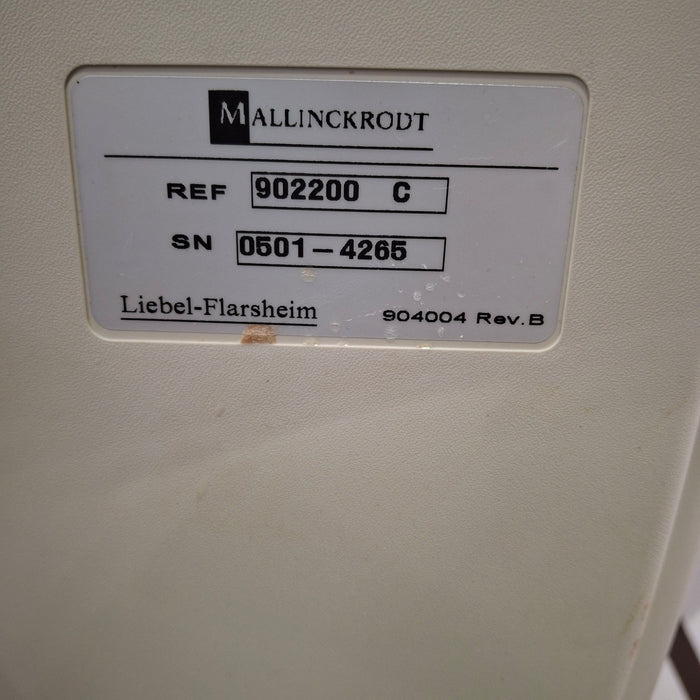 MALLINCKRODT
REF 902200 C
SN 0501-4265
Liebel-Flarsheim 904004 Rev. B